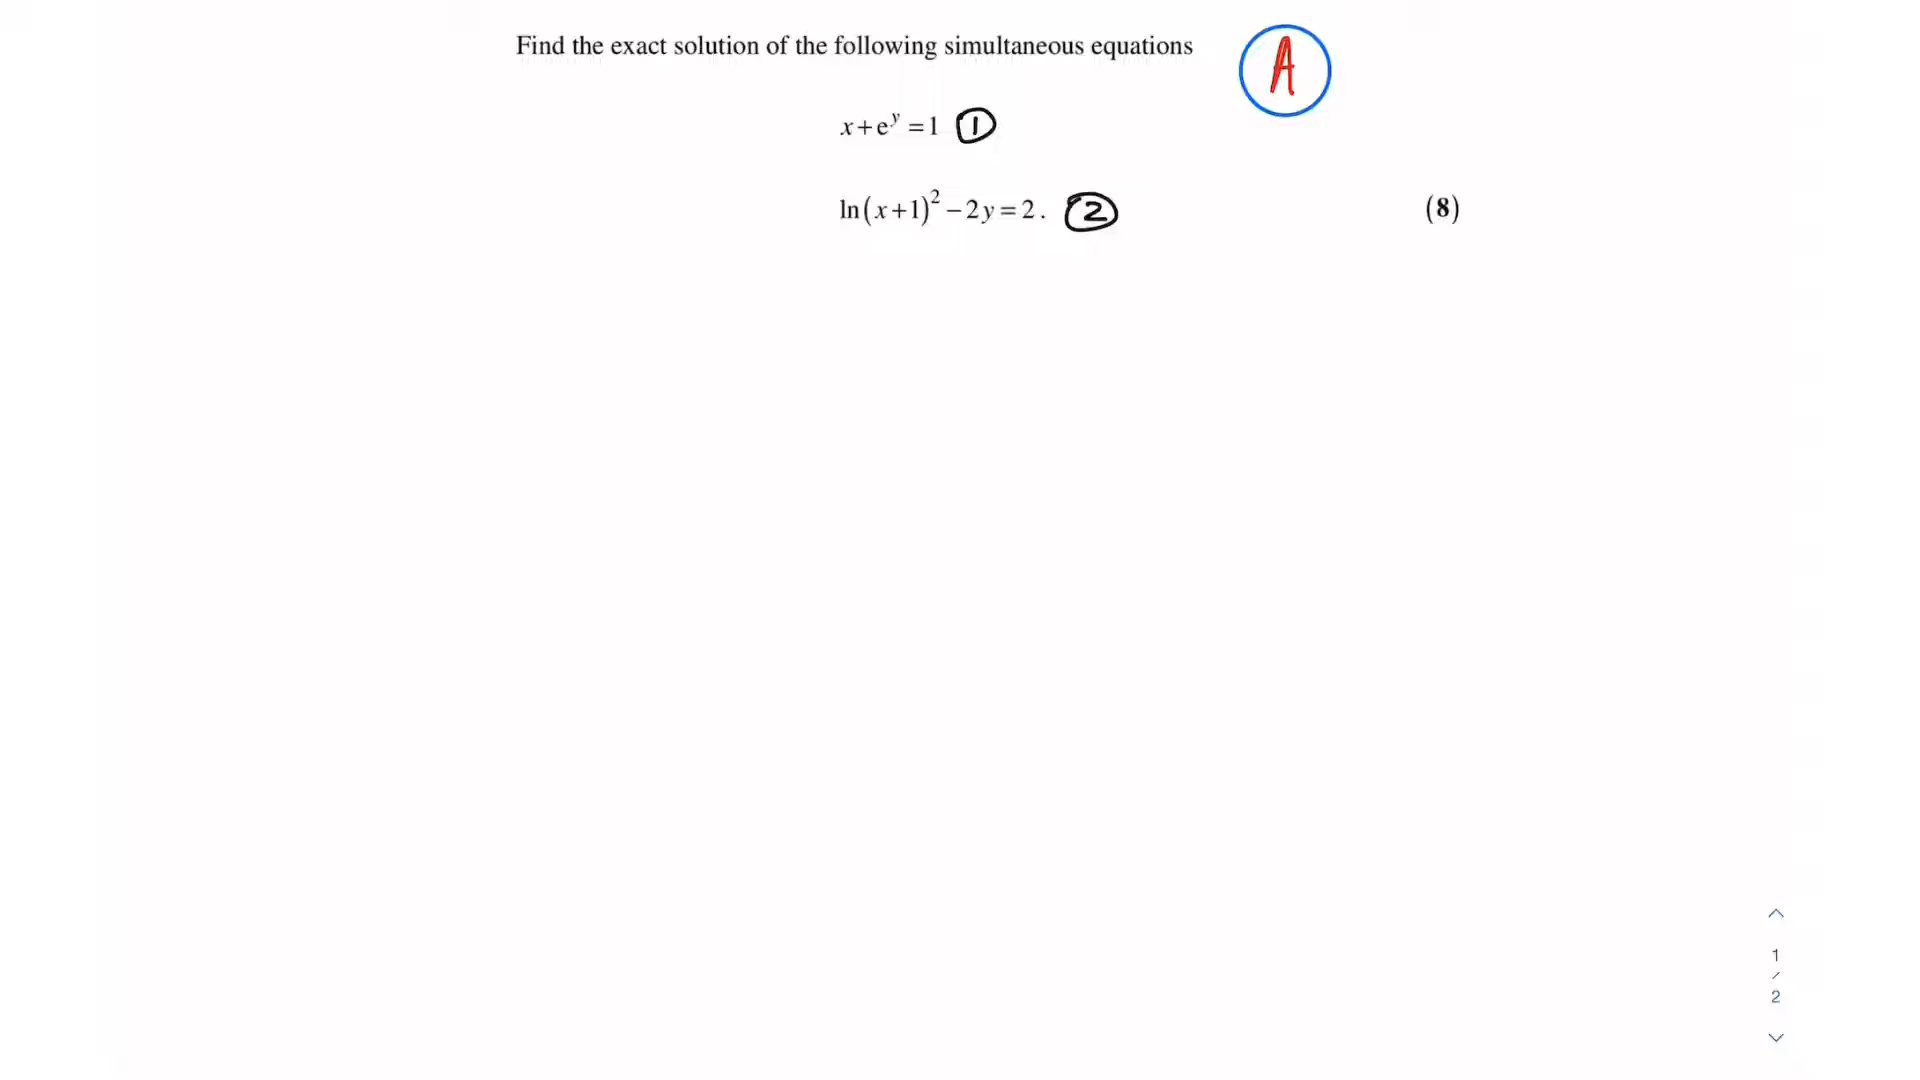 Find the exact solution of the following simultaneous equations
A
x + eʸ = 1 ①
ln(x+1)² − 2y = 2. ②
(8)
1
/
2